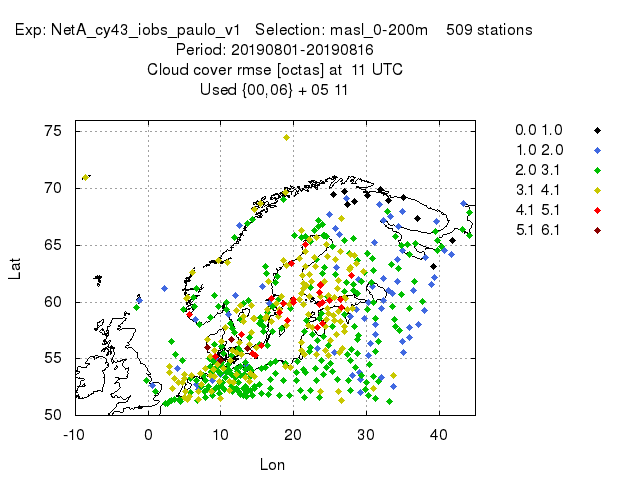 Exp: NetA_cy43_iobs_paulo_v1 Selection: masl_0-200m 509 stations
Period: 20190801-20190816
Cloud cover rmse [octas] at 11 UTC
Used {00,06} + 05 11
75
70
65
60
55
50
Lat
-10 0 10 20 30 40
Lon
0.0 1.0
1.0 2.0
2.0 3.1
3.1 4.1
4.1 5.1
5.1 6.1